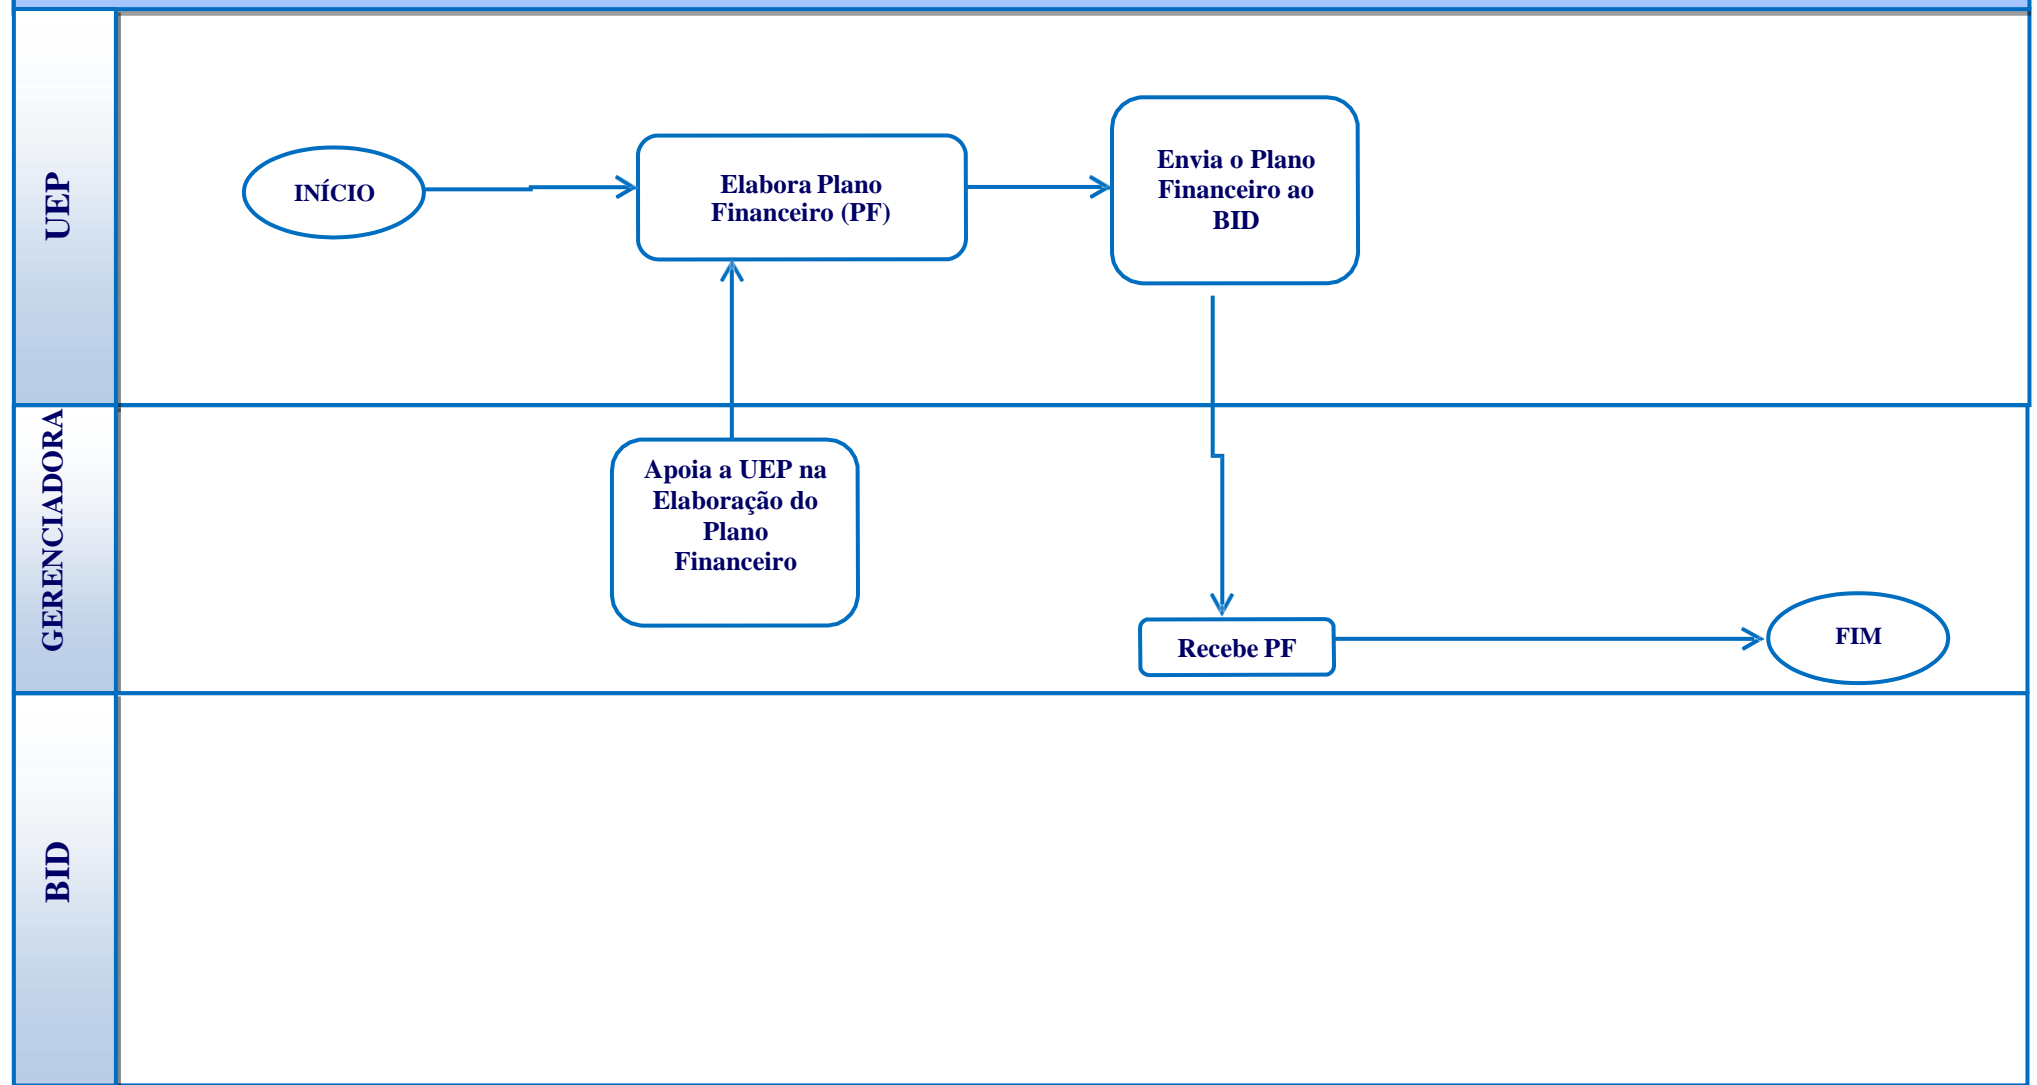 UEP
INÍCIO
Elabora Plano
Financeiro (PF)
Envia o Plano
Financeiro ao
BID
GERENCIADORA
Apoia a UEP na
Elaboração do
Plano
Financeiro
Recebe PF
FIM
BID